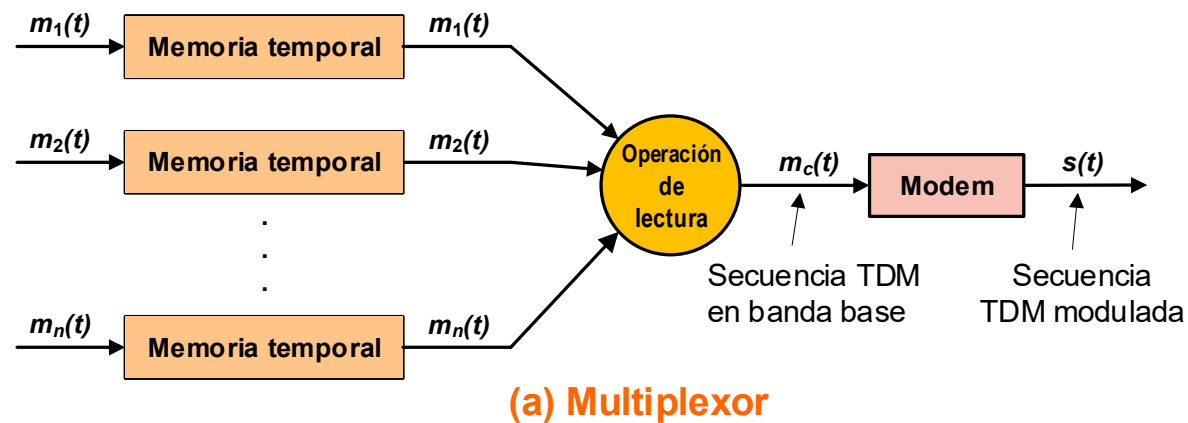 m1(t)
Memoria temporal
m1(t)
m2(t)
Memoria temporal
m2(t)
Operación
de
lectura
mc(t)
Modem
s(t)
Secuencia TDM
en banda base
Secuencia
TDM modulada
.
.
.
mn(t)
Memoria temporal
mn(t)
(a) Multiplexor